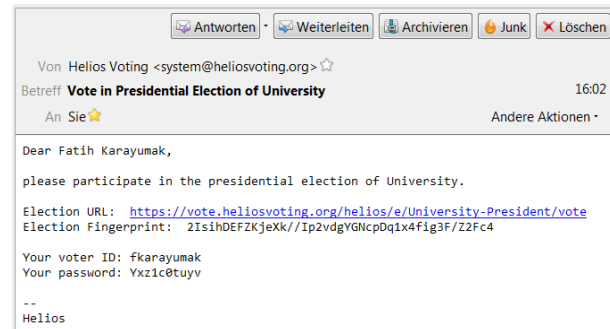 Antworten Weiterleiten Archivieren Junk Löschen
Von Helios Voting <system@heliosvoting.org>
Betreff Vote in Presidential Election of University 16:02
An Sie Andere Aktionen
Dear Fatih Karayumak,
please participate in the presidential election of University.
Election URL: https://vote.heliosvoting.org/helios/e/University-President/vote
Election Fingerprint: 2IsihDEFZKjeXk//Ip2vdgYGNcpDq1x4fig3F/Z2Fc4
Your voter ID: fkarayumak
Your password: Yxz1c0tuyv
--
Helios